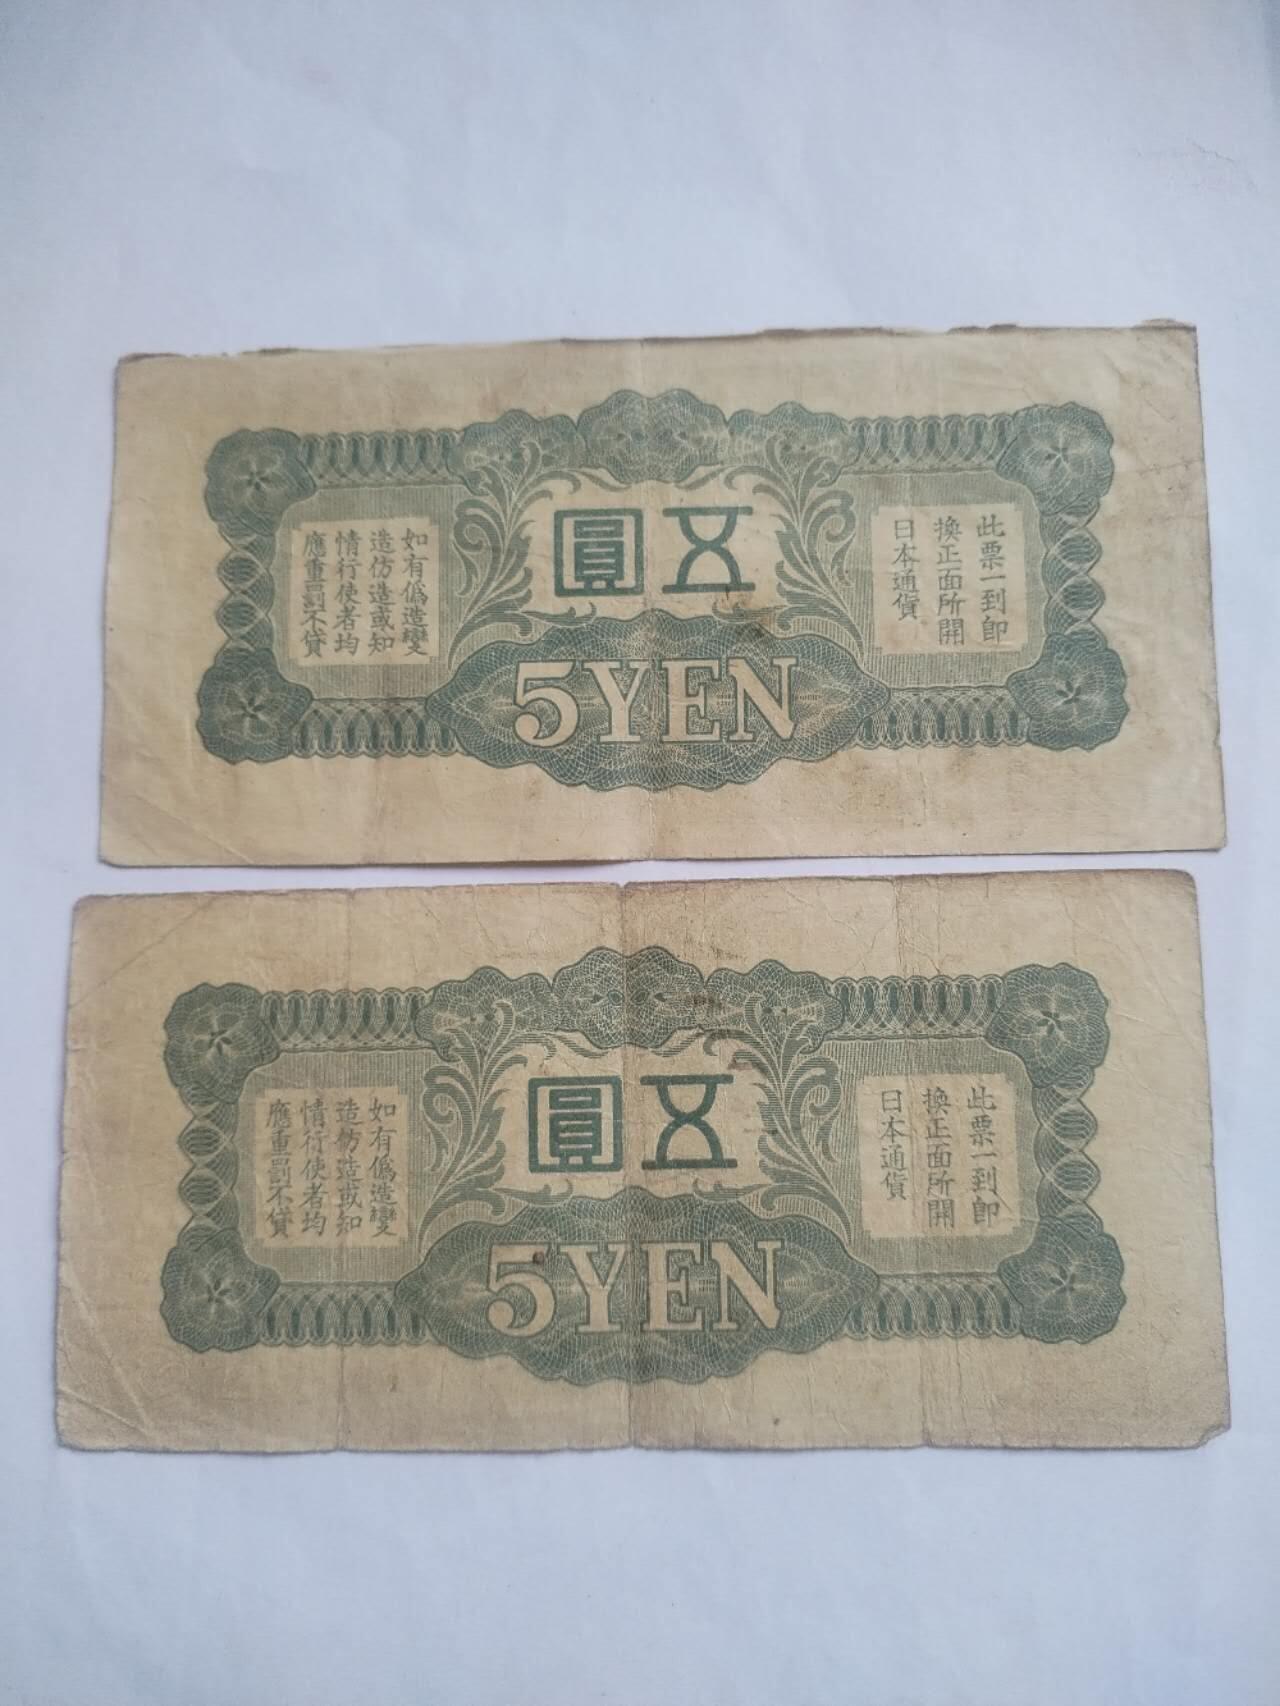 五圓
此票一到卽
換正面所開
日本通貨
如有僞造變
造仿造或知
情行使者均
應重罰不貸
5YEN
五圓
此票一到卽
換正面所開
日本通貨
如有僞造變
造仿造或知
情行使者均
應重罰不貸
5YEN